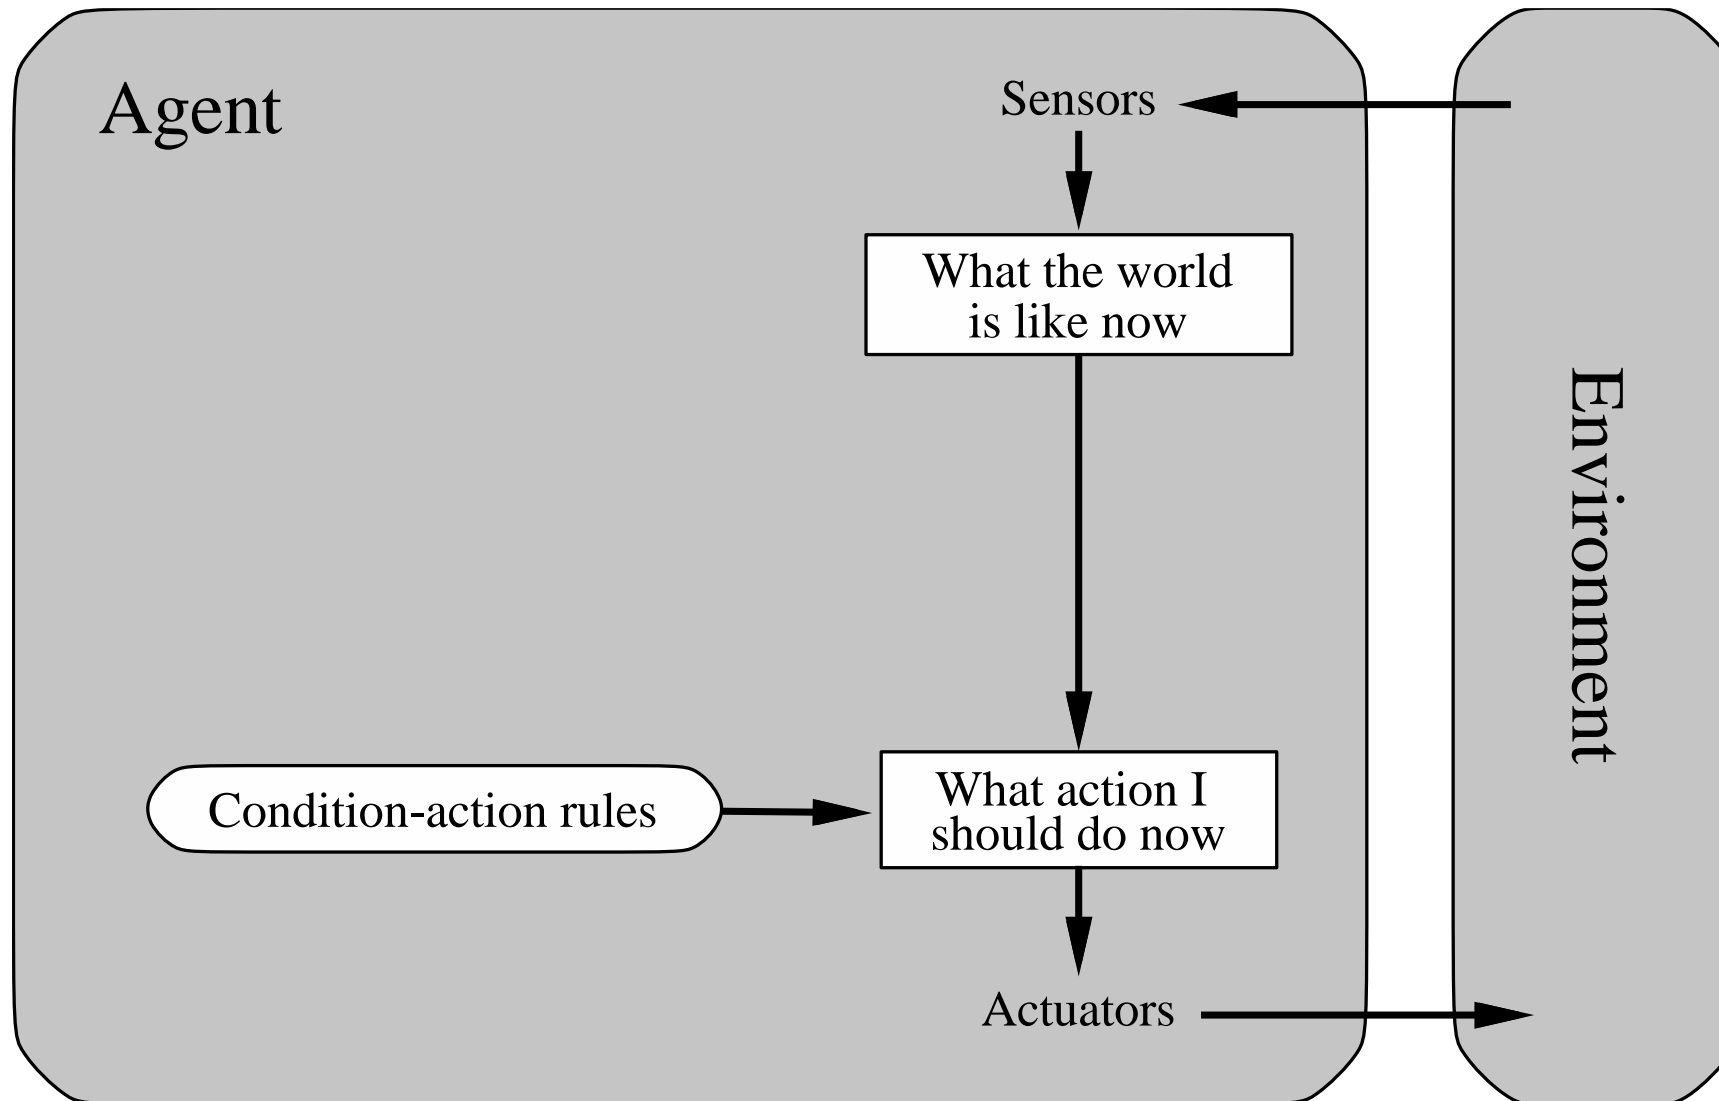 Agent
Sensors
What the world
is like now
Environment
Condition-action rules
What action I
should do now
Actuators